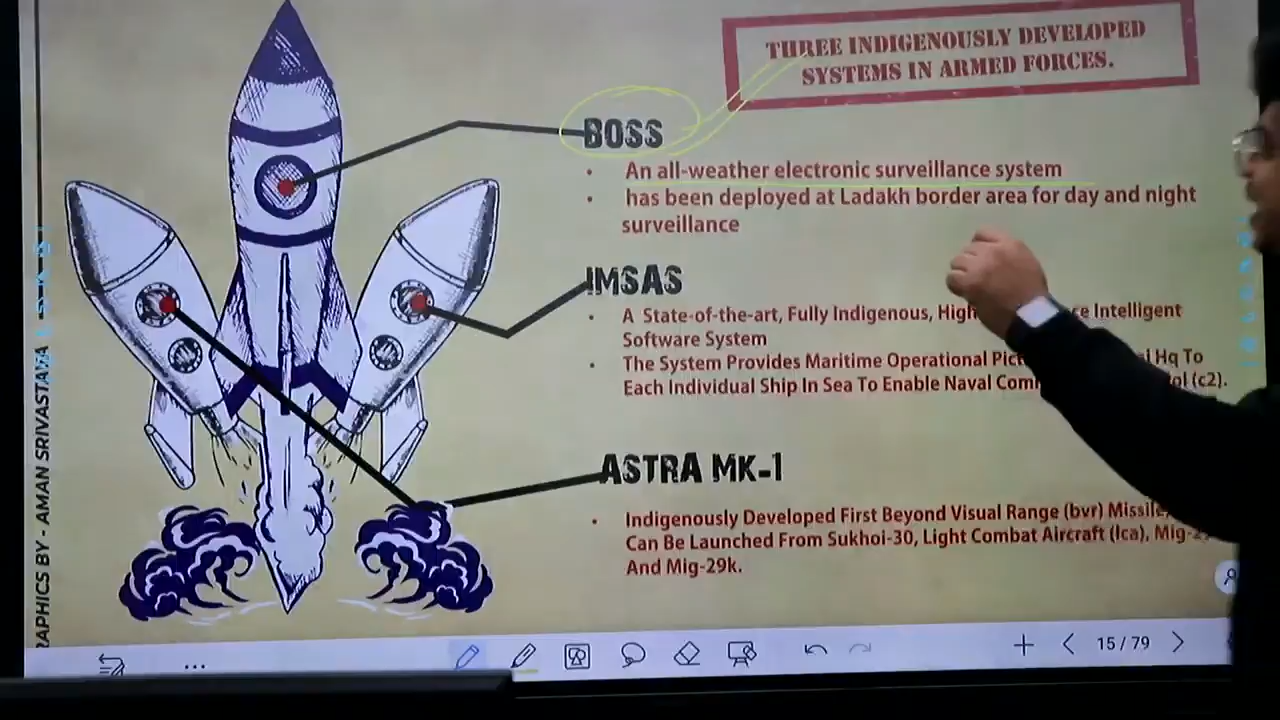 THREE INDIGENOUSLY DEVELOPED
SYSTEMS IN ARMED FORCES.
BOSS
• An all-weather electronic surveillance system
• has been deployed at Ladakh border area for day and night
surveillance
IMSAS
• A State-of-the-art, Fully Indigenous, High Intelligent
Software System
• The System Provides Maritime Operational Hq To
Each Individual Ship In Sea To Enable Naval (c2).
ASTRA MK-1
• Indigenously Developed First Beyond Visual Range (bvr) Missile
Can Be Launched From Sukhoi-30, Light Combat Aircraft (lca),
And Mig-29k.
BY - AMAN SRIVASTAVA
15 / 79